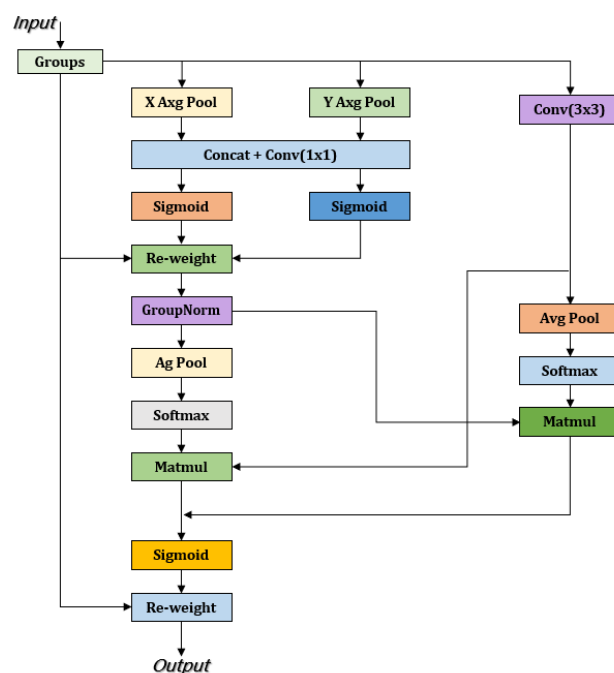 Input
Groups
X Axg Pool
Y Axg Pool
Conv(3x3)
Concat + Conv(1x1)
Sigmoid
Sigmoid
Re-weight
GroupNorm
Avg Pool
Ag Pool
Softmax
Softmax
Matmul
Matmul
Sigmoid
Re-weight
Output